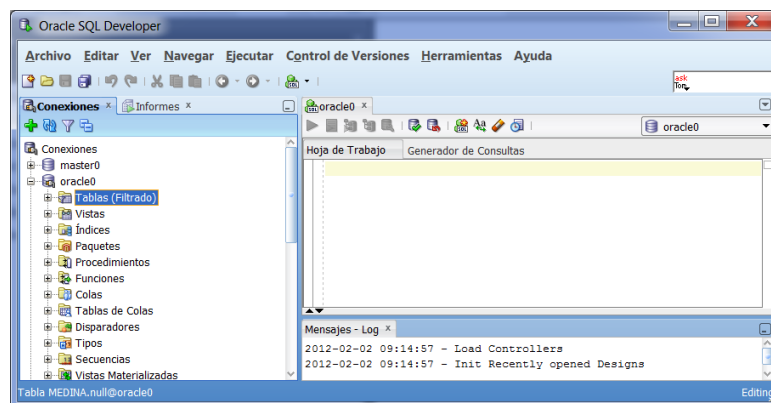 Oracle SQL Developer
Archivo Editar Ver Navegar Ejecutar Control de Versiones Herramientas Ayuda
ask
Tom
Conexiones Informes
oracle0
oracle0
Hoja de Trabajo Generador de Consultas
Conexiones
master0
oracle0
Tablas (Filtrado)
Vistas
Índices
Paquetes
Procedimientos
Funciones
Colas
Tablas de Colas
Disparadores
Tipos
Secuencias
Vistas Materializadas
Mensajes - Log
2012-02-02 09:14:57 - Load Controllers
2012-02-02 09:14:57 - Init Recently opened Designs
Tabla MEDINA.null@oracle0
Editing